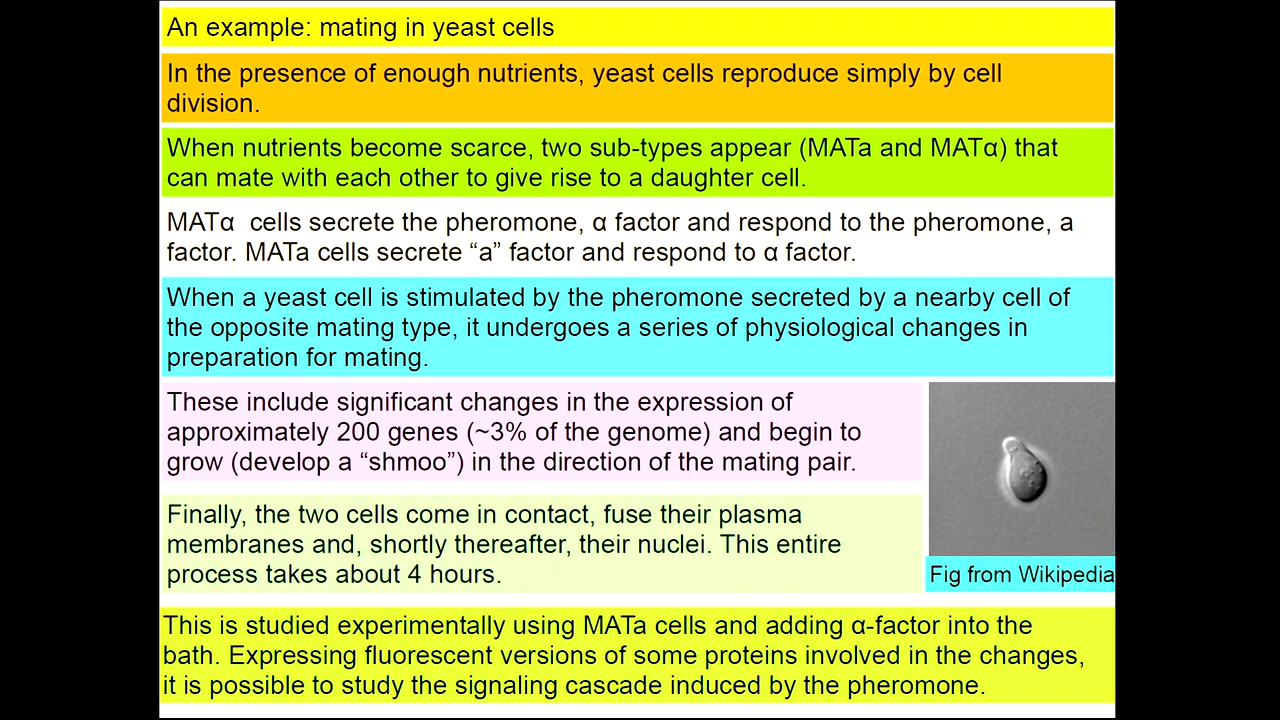 An example: mating in yeast cells
In the presence of enough nutrients, yeast cells reproduce simply by cell
division.
When nutrients become scarce, two sub-types appear (MATa and MATα) that
can mate with each other to give rise to a daughter cell.
MATα  cells secrete the pheromone, α factor and respond to the pheromone, a
factor. MATa cells secrete “a” factor and respond to α factor.
When a yeast cell is stimulated by the pheromone secreted by a nearby cell of
the opposite mating type, it undergoes a series of physiological changes in
preparation for mating.
These include significant changes in the expression of
approximately 200 genes (~3% of the genome) and begin to
grow (develop a “shmoo”) in the direction of the mating pair.
Finally, the two cells come in contact, fuse their plasma
membranes and, shortly thereafter, their nuclei. This entire
process takes about 4 hours.
Fig from Wikipedia
This is studied experimentally using MATa cells and adding α-factor into the
bath. Expressing fluorescent versions of some proteins involved in the changes,
it is possible to study the signaling cascade induced by the pheromone.